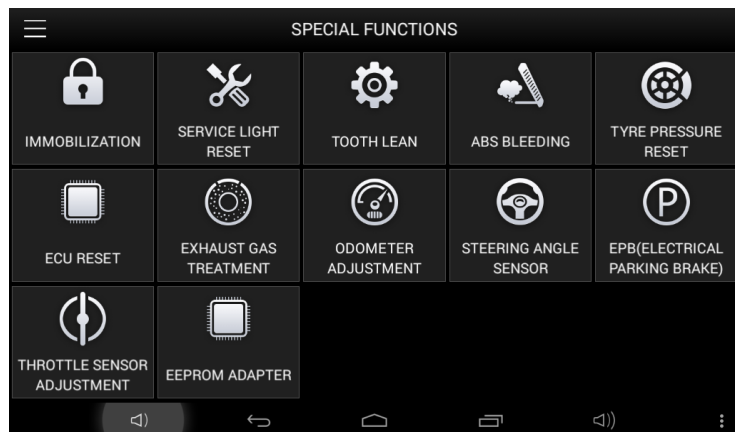 SPECIAL FUNCTIONS
IMMOBILIZATION
SERVICE LIGHT
RESET
TOOTH LEAN
ABS BLEEDING
TYRE PRESSURE
RESET
ECU RESET
EXHAUST GAS
TREATMENT
ODOMETER
ADJUSTMENT
STEERING ANGLE
SENSOR
P
EPB(ELECTRICAL
PARKING BRAKE)
THROTTLE SENSOR
ADJUSTMENT
EEPROM ADAPTER